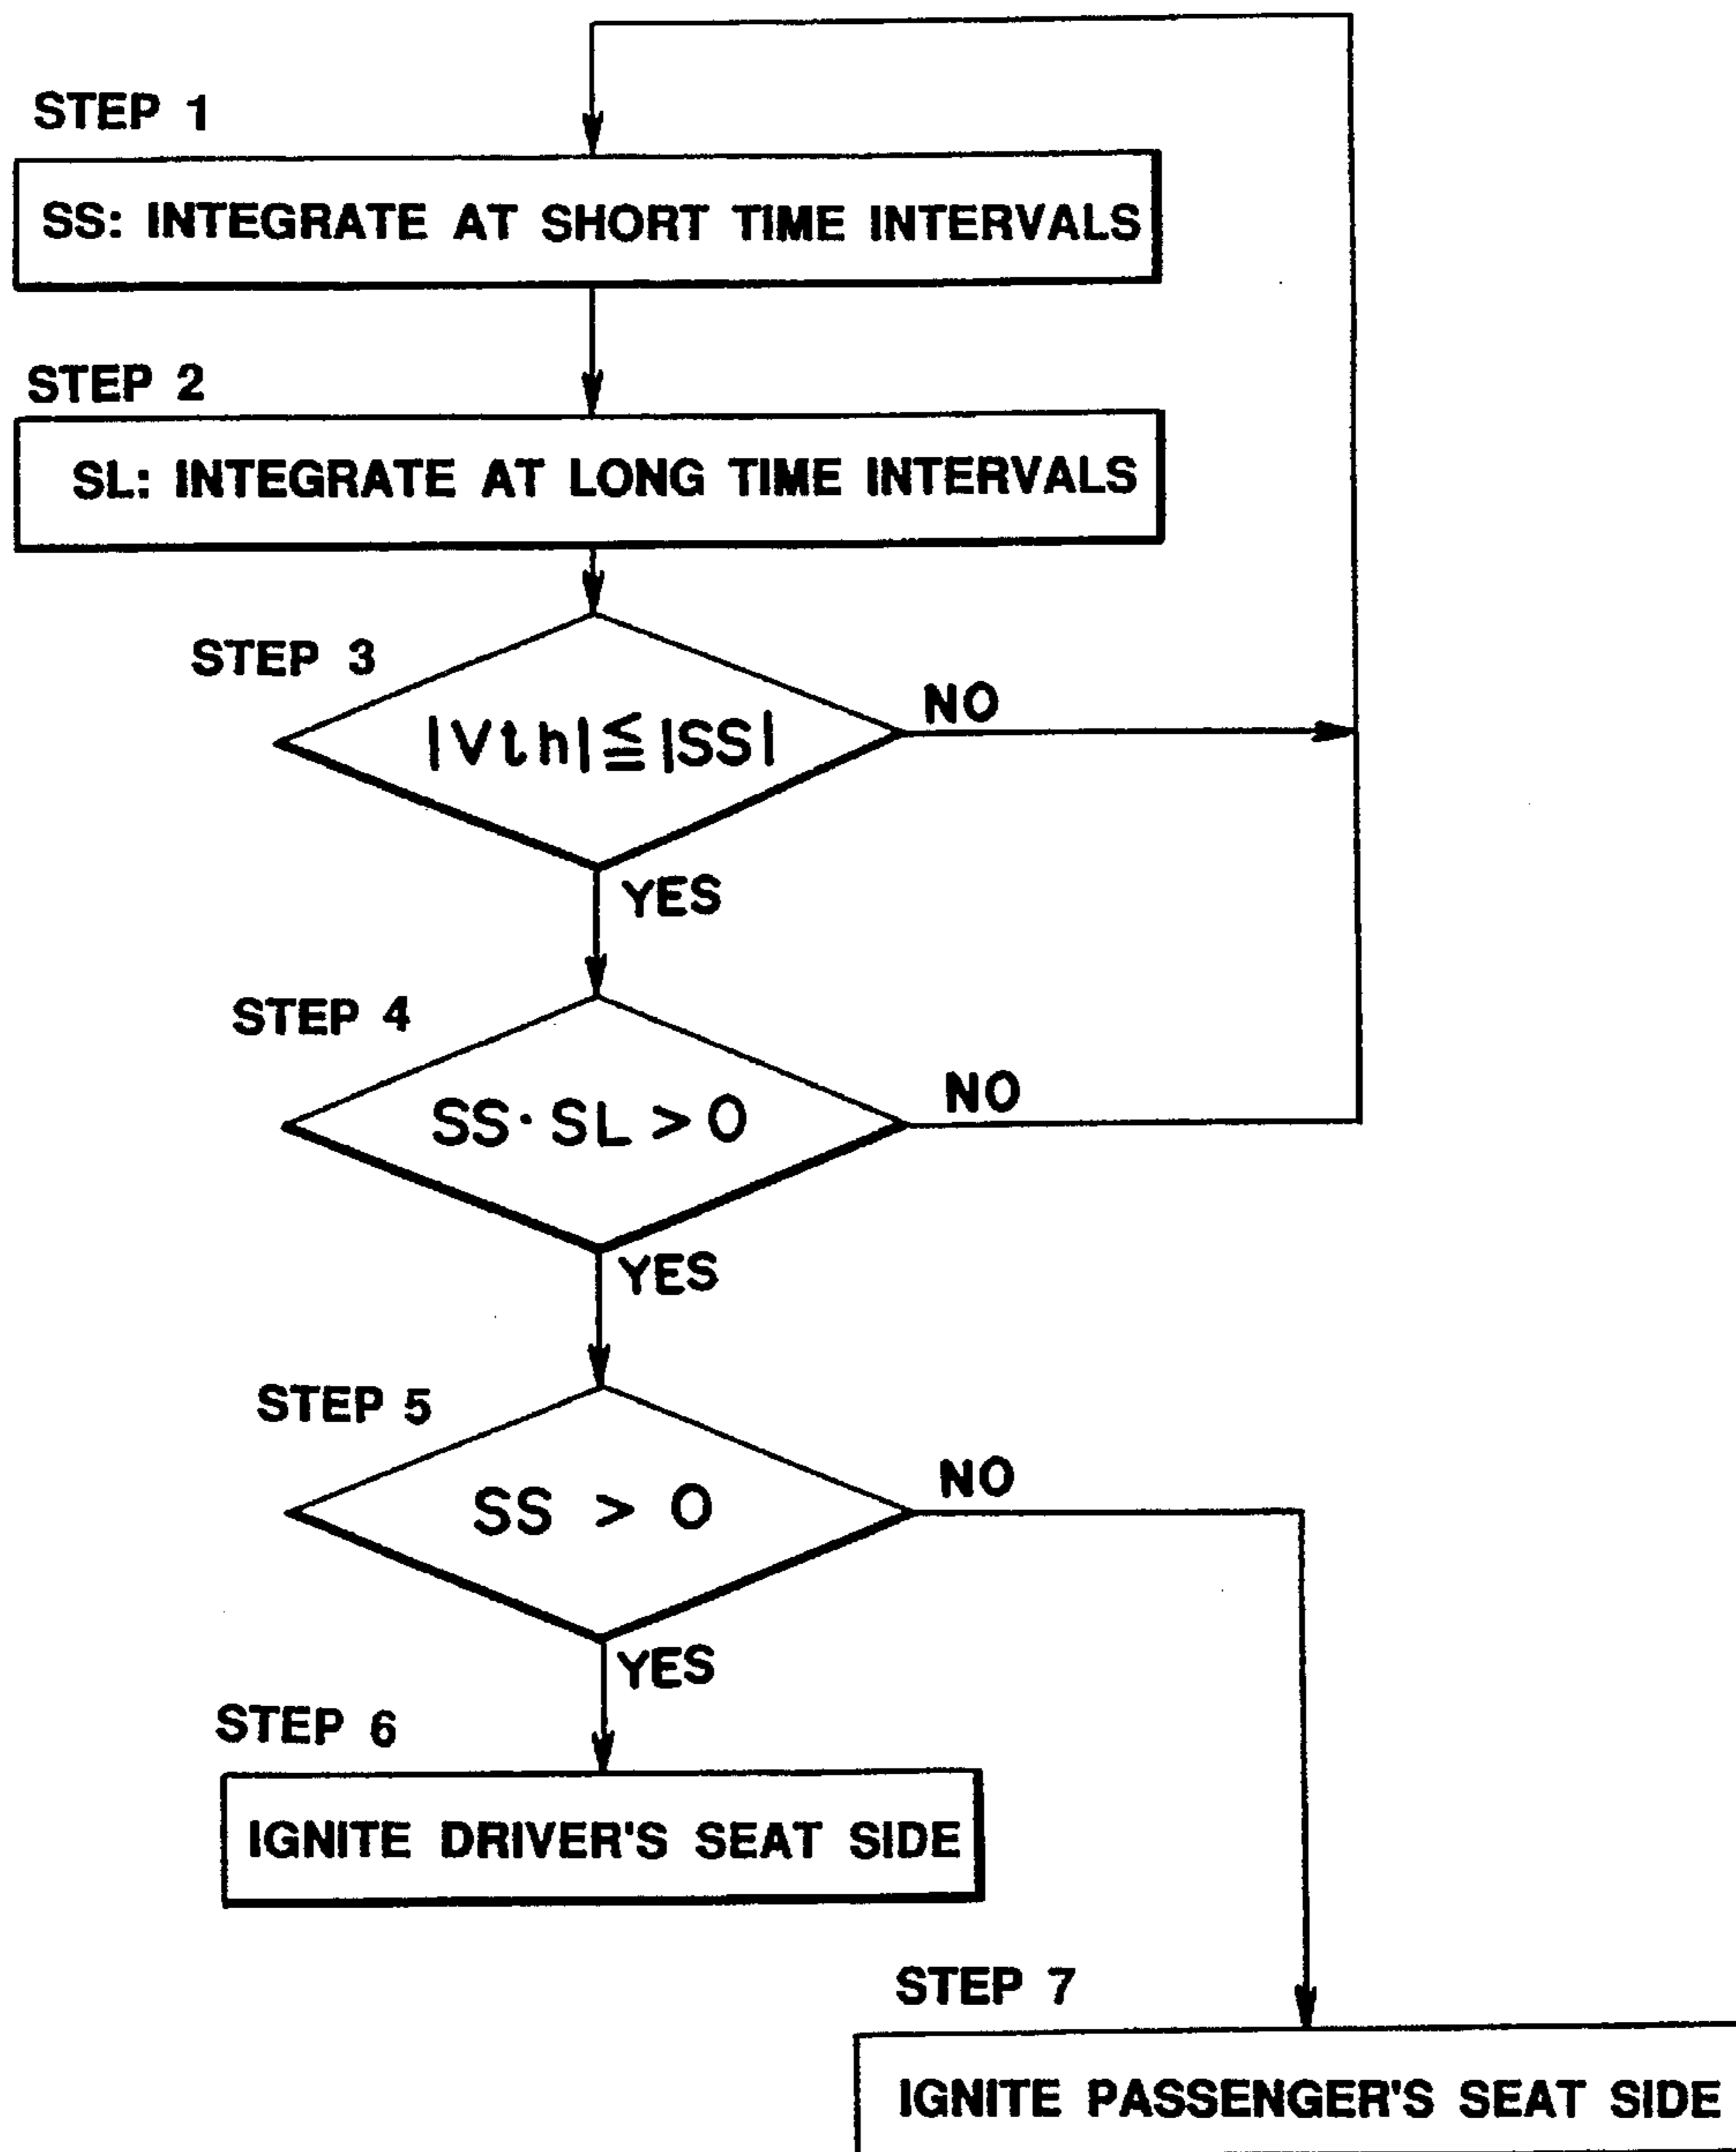 STEP 1
SS: INTEGRATE AT SHORT TIME INTERVALS
STEP 2
SL: INTEGRATE AT LONG TIME INTERVALS
STEP 3
|Vth|≦|SS|
NO
YES
STEP 4
SS·SL > 0
NO
YES
STEP 5
SS > 0
NO
YES
STEP 6
IGNITE DRIVER'S SEAT SIDE
STEP 7
IGNITE PASSENGER'S SEAT SIDE